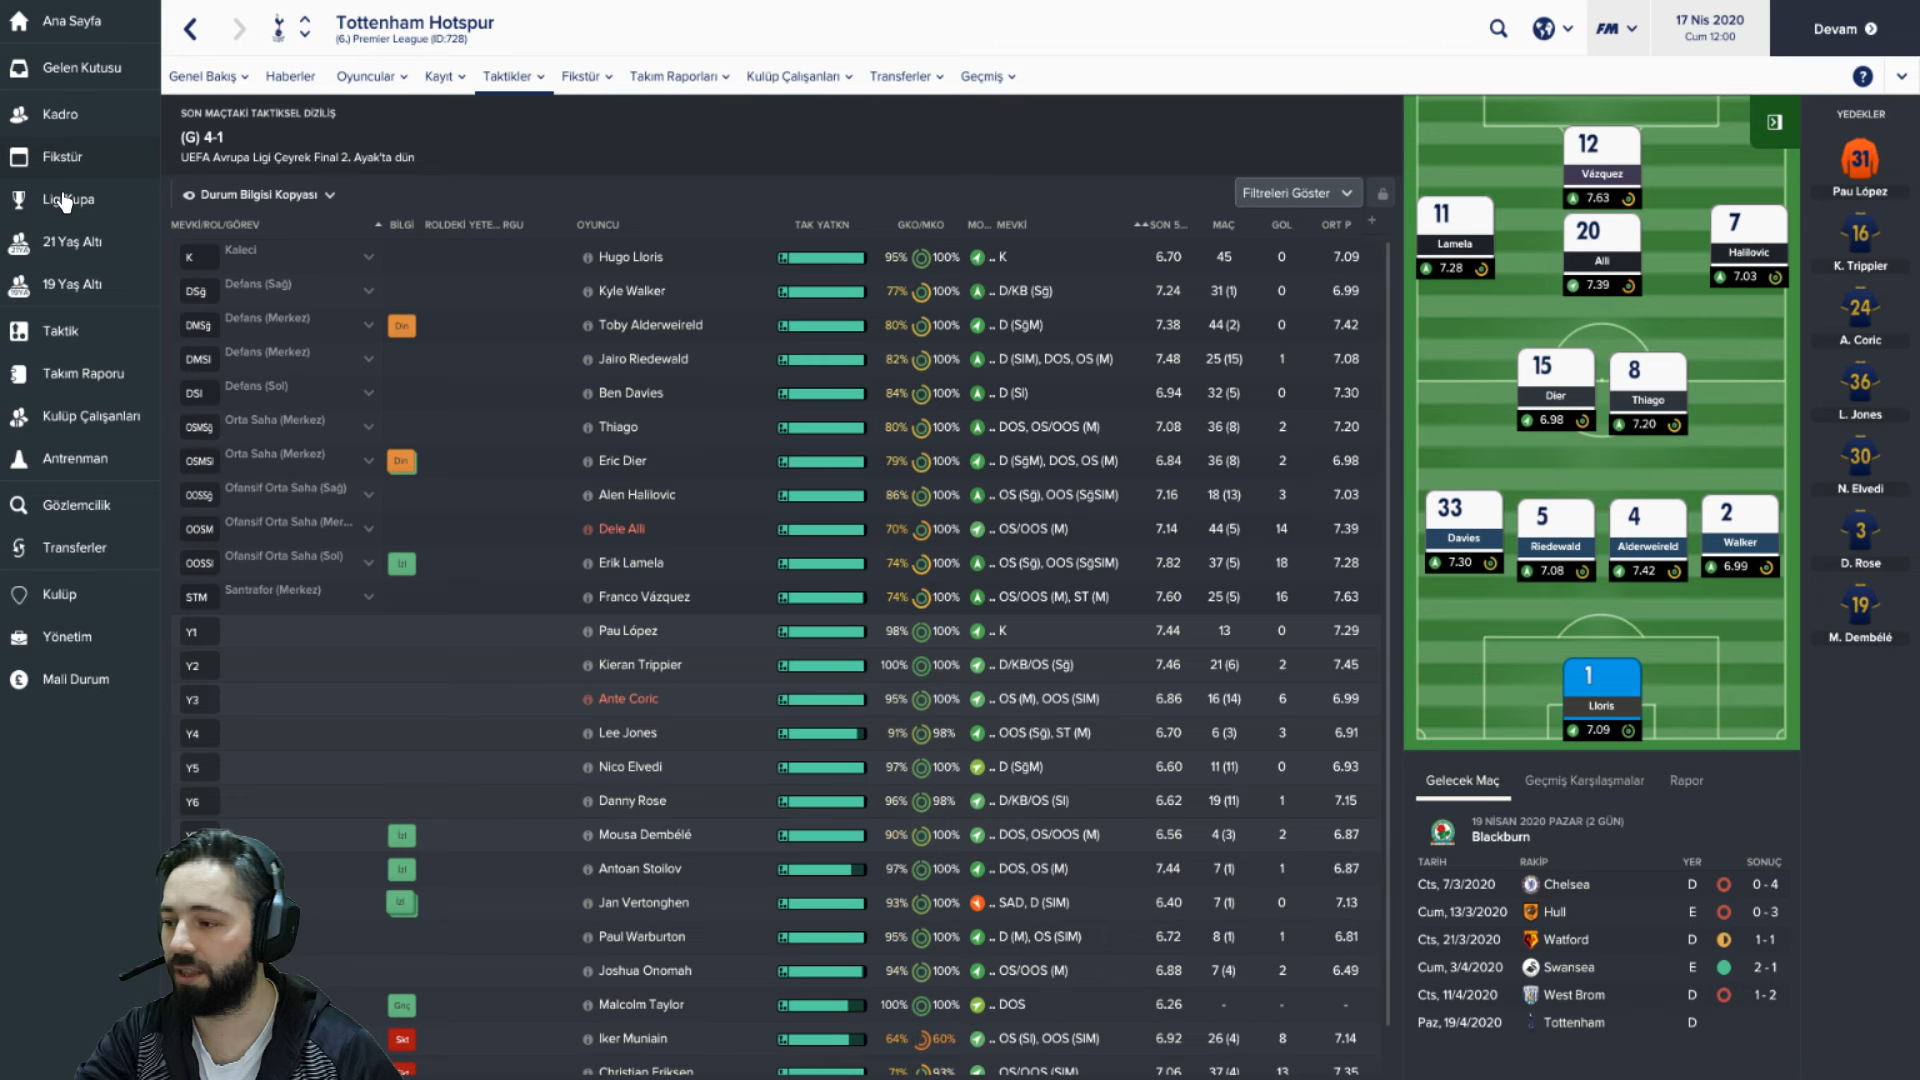 Ana Sayfa
Gelen Kutusu
Kadro
Fikstür
Lig Kupa
21 Yaş Altı
19 Yaş Altı
Taktik
Takım Raporu
Kulüp Çalışanları
Antrenman
Gözlemcilik
Transferler
Kulüp
Yönetim
Mali Durum
Tottenham Hotspur
(6.) Premier League (ID:728)
FM
17 Nis 2020
Cum 12:00
Devam
Genel Bakış Haberler Oyuncular Kayıt Taktikler Fikstür Takım Raporları Kulüp Çalışanları Transferler Geçmiş
SON MAÇTAKİ TAKTİKSEL DİZİLİŞ
(G) 4-1
UEFA Avrupa Ligi Çeyrek Final 2. Ayak'ta dün
Durum Bilgisi Kopyası
Filtreleri Göster
MEVKİ/ROL/GÖREV BİLGİ ROLDEKİ YETE... RGU OYUNCU TAK YATKN GKO/MKO MO... MEVKİ SON 5... MAÇ GOL ORT P
K Kaleci Hugo Lloris 95% 100% .. K 6.70 45 0 7.09
DSğ Defans (Sağ) Kyle Walker 77% 100% .. D/KB (Sğ) 7.24 31 (1) 0 6.99
DMSğ Defans (Merkez) Din Toby Alderweireld 80% 100% .. D (SğM) 7.38 44 (2) 0 7.42
DMSl Defans (Merkez) Jairo Riedewald 82% 100% .. D (SlM), DOS, OS (M) 7.48 25 (15) 1 7.08
DSl Defans (Sol) Ben Davies 84% 100% .. D (Sl) 6.94 32 (5) 0 7.30
OSMSğ Orta Saha (Merkez) Thiago 80% 100% .. DOS, OS/OOS (M) 7.08 36 (8) 2 7.20
OSMSl Orta Saha (Merkez) Din Eric Dier 79% 100% .. D (SğM), DOS, OS (M) 6.84 36 (8) 2 6.98
OOSSğ Ofansif Orta Saha (Sağ) Alen Halilovic 86% 100% .. OS (Sğ), OOS (SğSlM) 7.16 18 (13) 3 7.03
OOSM Ofansif Orta Saha (Mer... Dele Alli 70% 100% .. OS/OOS (M) 7.14 44 (5) 14 7.39
OOSSl Ofansif Orta Saha (Sol) İzl Erik Lamela 74% 100% .. OS (Sğ), OOS (SğSlM) 7.82 37 (5) 18 7.28
STM Santrafor (Merkez) Franco Vázquez 74% 100% .. OS/OOS (M), ST (M) 7.60 25 (5) 16 7.63
Y1 Pau López 98% 100% .. K 7.44 13 0 7.29
Y2 Kieran Trippier 100% 100% .. D/KB/OS (Sğ) 7.46 21 (6) 2 7.45
Y3 Ante Coric 95% 100% .. OS (M), OOS (SlM) 6.86 16 (14) 6 6.99
Y4 Lee Jones 91% 98% .. OOS (Sğ), ST (M) 6.70 6 (3) 3 6.91
Y5 Nico Elvedi 97% 100% .. D (SğM) 6.60 11 (11) 0 6.93
Y6 Danny Rose 96% 98% .. D/KB/OS (Sl) 6.62 19 (11) 1 7.15
İzl Mousa Dembélé 90% 100% .. DOS, OS/OOS (M) 6.56 4 (3) 2 6.87
İzl Antoan Stoilov 97% 100% .. DOS, OS (M) 7.44 7 (1) 1 6.87
İzl Jan Vertonghen 93% 100% .. SAD, D (SlM) 6.40 7 (1) 0 7.13
Paul Warburton 95% 100% .. D (M), OS (SlM) 6.72 8 (1) 1 6.81
Joshua Onomah 94% 100% .. OS/OOS (M) 6.88 7 (4) 2 6.49
Gnç Malcolm Taylor 100% 100% .. DOS 6.26 - - -
Skt Iker Muniain 64% 60% .. OS (Sl), OOS (SlM) 6.92 26 (4) 8 7.14
Christian Eriksen 71% 93% OS/OOS (SlM) 7.06 37 (4) 13 7.35
12
Vázquez
7.63
11
Lamela
7.28
20
Alli
7.39
7
Halilovic
7.03
15
Dier
6.98
8
Thiago
7.20
33
Davies
7.30
5
Riedewald
7.08
4
Alderweireld
7.42
2
Walker
6.99
1
Lloris
7.09
YEDEKLER
31
Pau López
16
K. Trippier
24
A. Coric
36
L. Jones
30
N. Elvedi
3
D. Rose
19
M. Dembélé
Gelecek Maç Geçmiş Karşılaşmalar Rapor
19 NİSAN 2020 PAZAR (2 GÜN)
Blackburn
TARİH RAKİP YER SONUÇ
Cts, 7/3/2020 Chelsea D 0 - 4
Cum, 13/3/2020 Hull E 0 - 3
Cts, 21/3/2020 Watford D 1-1
Cum, 3/4/2020 Swansea E 2 - 1
Cts, 11/4/2020 West Brom D 1 - 2
Paz, 19/4/2020 Tottenham D